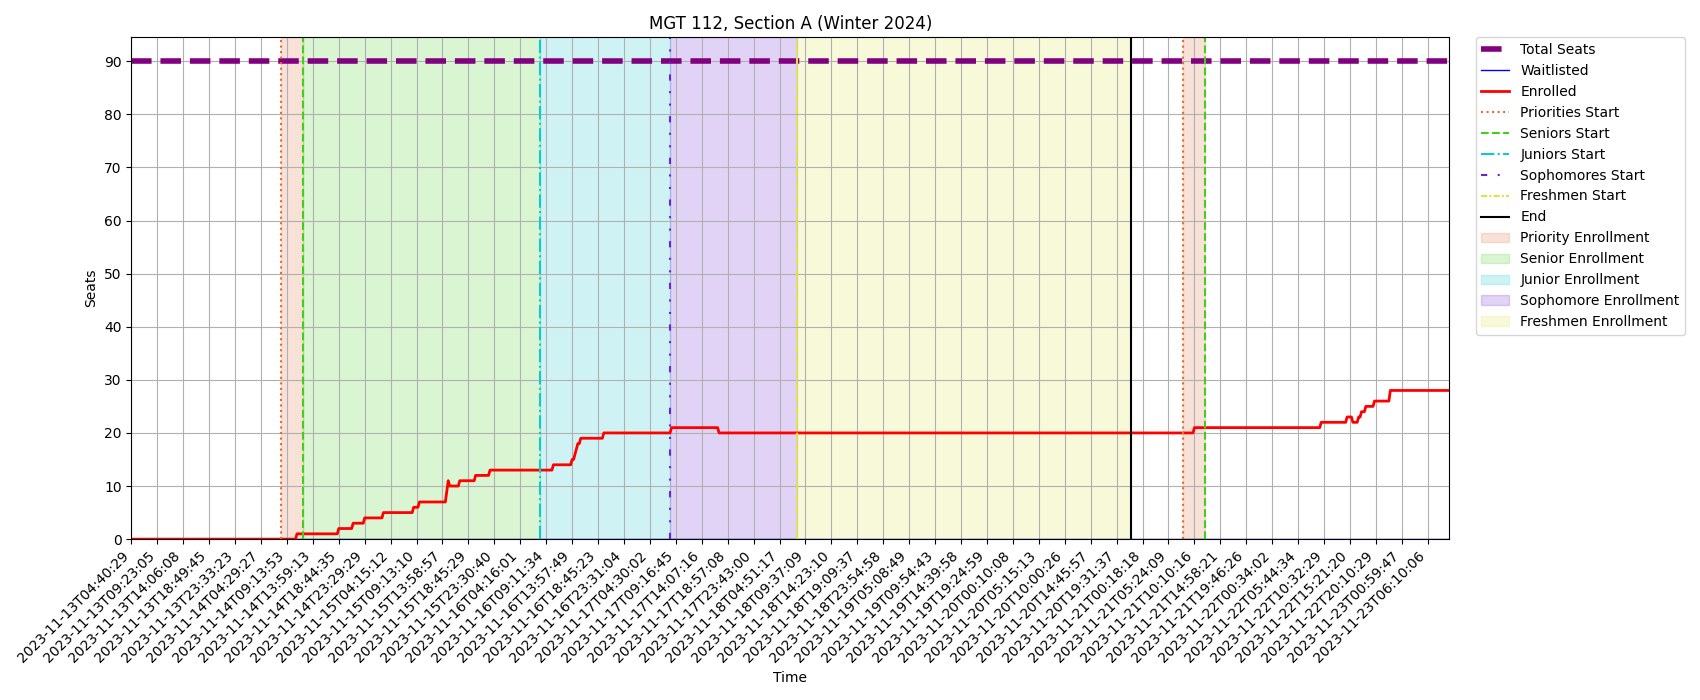 MGT 112, Section A (Winter 2024)
Seats
90
80
70
60
50
40
30
20
10
0
2023-11-13T04:40:29
2023-11-13T09:23:05
2023-11-13T14:06:08
2023-11-13T18:49:45
2023-11-13T23:33:23
2023-11-14T04:29:27
2023-11-14T09:13:53
2023-11-14T13:59:13
2023-11-14T18:44:35
2023-11-14T23:29:29
2023-11-15T04:15:12
2023-11-15T09:13:10
2023-11-15T13:58:57
2023-11-15T18:45:29
2023-11-15T23:30:40
2023-11-16T04:16:01
2023-11-16T09:11:34
2023-11-16T13:57:49
2023-11-16T18:45:23
2023-11-16T23:31:04
2023-11-17T04:30:02
2023-11-17T09:16:45
2023-11-17T14:07:16
2023-11-17T18:57:08
2023-11-17T23:43:00
2023-11-18T04:51:17
2023-11-18T09:37:09
2023-11-18T14:23:10
2023-11-18T19:09:37
2023-11-18T23:54:58
2023-11-19T05:08:49
2023-11-19T09:54:43
2023-11-19T14:39:58
2023-11-19T19:24:59
2023-11-20T00:10:08
2023-11-20T05:15:13
2023-11-20T10:00:26
2023-11-20T14:45:57
2023-11-20T19:31:37
2023-11-21T00:18:18
2023-11-21T05:24:09
2023-11-21T10:10:16
2023-11-21T14:58:21
2023-11-21T19:46:26
2023-11-22T00:34:02
2023-11-22T05:44:34
2023-11-22T10:32:29
2023-11-22T15:21:20
2023-11-22T20:10:29
2023-11-23T00:59:47
2023-11-23T06:10:06
Time
Total Seats
Waitlisted
Enrolled
Priorities Start
Seniors Start
Juniors Start
Sophomores Start
Freshmen Start
End
Priority Enrollment
Senior Enrollment
Junior Enrollment
Sophomore Enrollment
Freshmen Enrollment